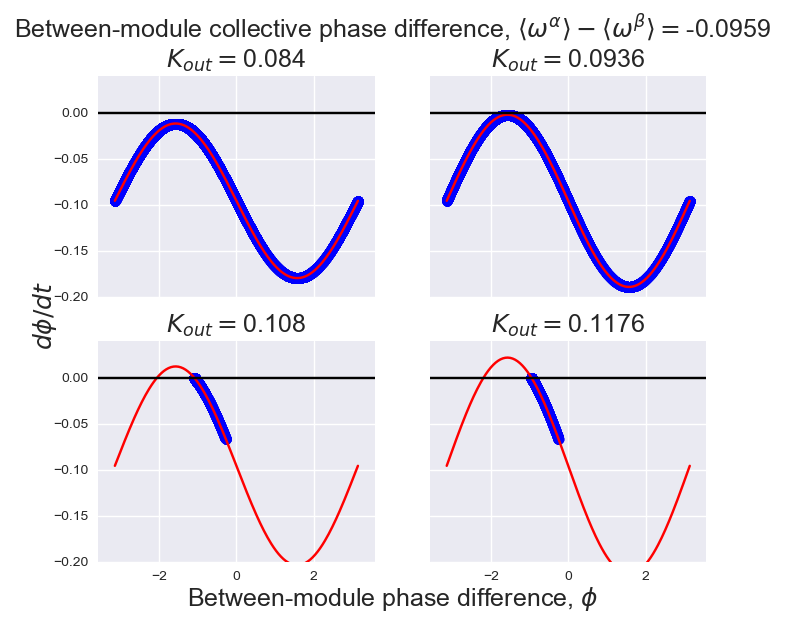 Between-module collective phase difference, ⟨ω^α⟩ − ⟨ω^β⟩ = -0.0959
K_out = 0.084
K_out = 0.0936
0.00
−0.05
−0.10
−0.15
−0.20
dϕ/dt
K_out = 0.108
K_out = 0.1176
0.00
−0.05
−0.10
−0.15
−0.20
−2 0 2
−2 0 2
Between-module phase difference, ϕ